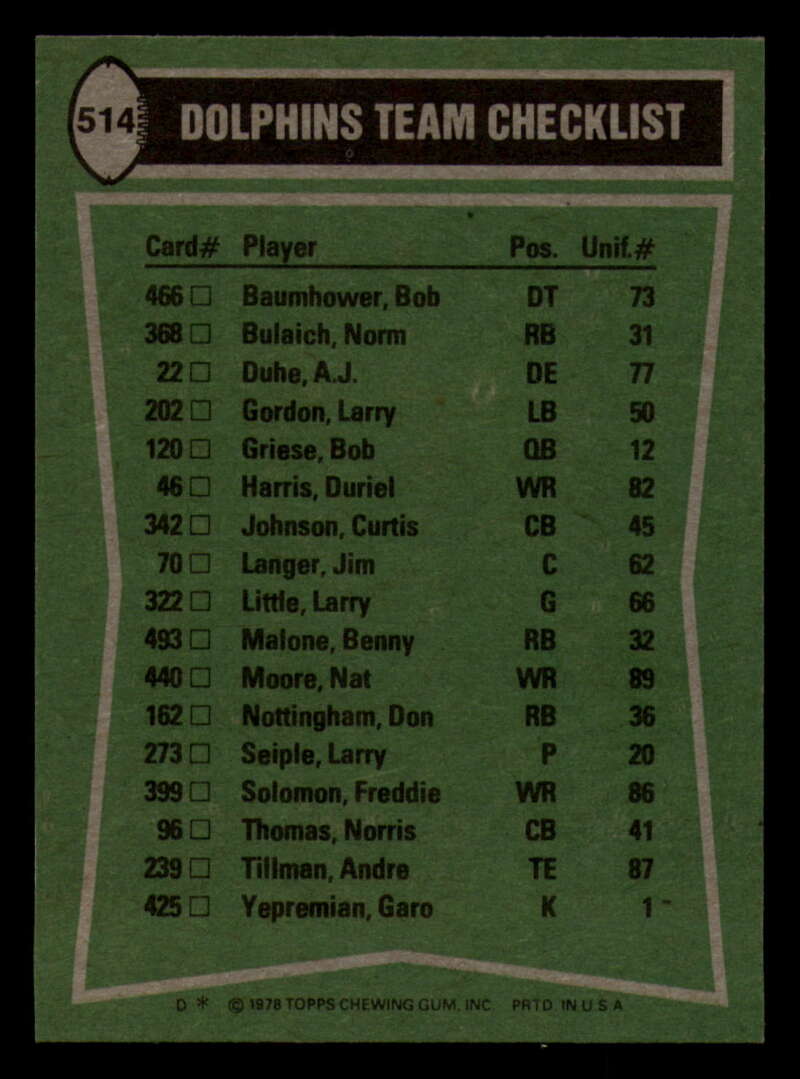 514 DOLPHINS TEAM CHECKLIST
Card# Player Pos. Unif.#
466 Baumhower, Bob DT 73
368 Bulaich, Norm RB 31
22 Duhe, A.J. DE 77
202 Gordon, Larry LB 50
120 Griese, Bob QB 12
46 Harris, Duriel WR 82
342 Johnson, Curtis CB 45
70 Langer, Jim C 62
322 Little, Larry G 66
493 Malone, Benny RB 32
440 Moore, Nat WR 89
162 Nottingham, Don RB 36
273 Seiple, Larry P 20
399 Solomon, Freddie WR 86
96 Thomas, Norris CB 41
239 Tillman, Andre TE 87
425 Yepremian, Garo K 1
D * © 1978 TOPPS CHEWING GUM, INC. PRTD. IN U.S.A.